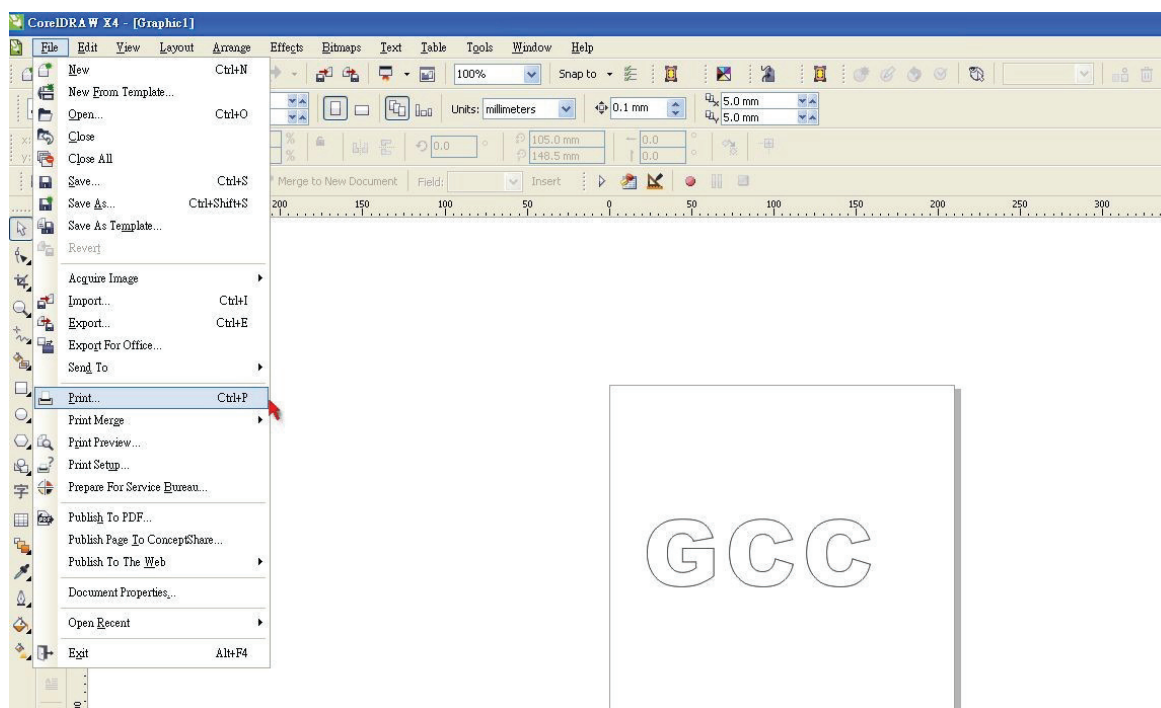 CorelDRAW X4 - [Graphic1]
File Edit View Layout Arrange Effects Bitmaps Text Table Tools Window Help
New Ctrl+N
100% Snap to
New From Template...
Open... Ctrl+O
Units: millimeters 0.1 mm 5.0 mm
5.0 mm
Close
% 0.0 ° 105.0 mm 0.0 °
% 148.5 mm 0.0 °
x:
y:
Close All
Save... Ctrl+S
Merge to New Document Field: Insert
Save As... Ctrl+Shift+S
200 150 100 50 0 50 100 150 200 250 300
Save As Template...
Revert
Acquire Image
Import... Ctrl+I
Export... Ctrl+E
Export For Office...
Send To
Print... Ctrl+P
Print Merge
Print Preview...
Print Setup...
Prepare For Service Bureau...
字
Publish To PDF...
Publish Page To ConceptShare...
Publish To The Web
Document Properties...
Open Recent
Exit Alt+F4
GCC